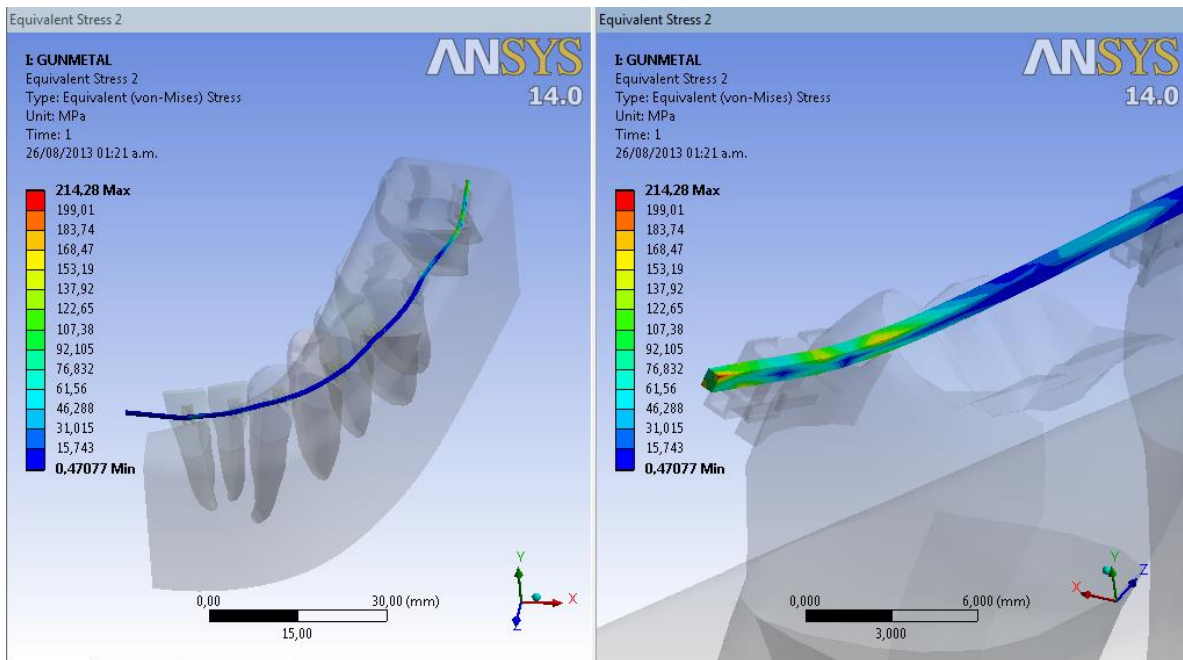 Equivalent Stress 2
I: GUNMETAL
Equivalent Stress 2
Type: Equivalent (von-Mises) Stress
Unit: MPa
Time: 1
26/08/2013 01:21 a.m.
ANSYS
14.0
214,28 Max
199,01
183,74
168,47
153,19
137,92
122,65
107,38
92,105
76,832
61,56
46,288
31,015
15,743
0,47077 Min
0,00
30,00 (mm)
15,00
Y
X
Z
Equivalent Stress 2
I: GUNMETAL
Equivalent Stress 2
Type: Equivalent (von-Mises) Stress
Unit: MPa
Time: 1
26/08/2013 01:21 a.m.
ANSYS
14.0
214,28 Max
199,01
183,74
168,47
153,19
137,92
122,65
107,38
92,105
76,832
61,56
46,288
31,015
15,743
0,47077 Min
0,000
6,000 (mm)
3,000
Y
Z
X